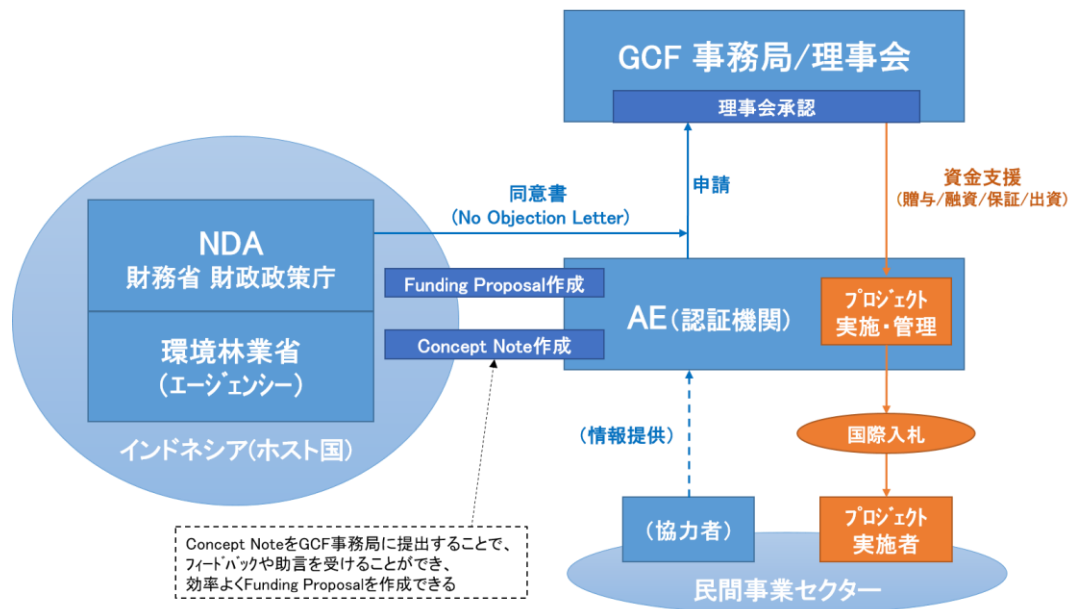 GCF 事務局/理事会
理事会承認
同意書
(No Objection Letter)
申請
資金支援
(贈与/融資/保証/出資)
NDA
財務省 財政政策庁
Funding Proposal作成
AE(認証機関)
プロジェクト
実施・管理
環境林業省
(エージェンシー)
Concept Note作成
インドネシア(ホスト国)
(情報提供)
国際入札
(協力者)
プロジェクト
実施者
Concept NoteをGCF事務局に提出することで、
フィードバックや助言を受けることができ、
効率よくFunding Proposalを作成できる
民間事業セクター